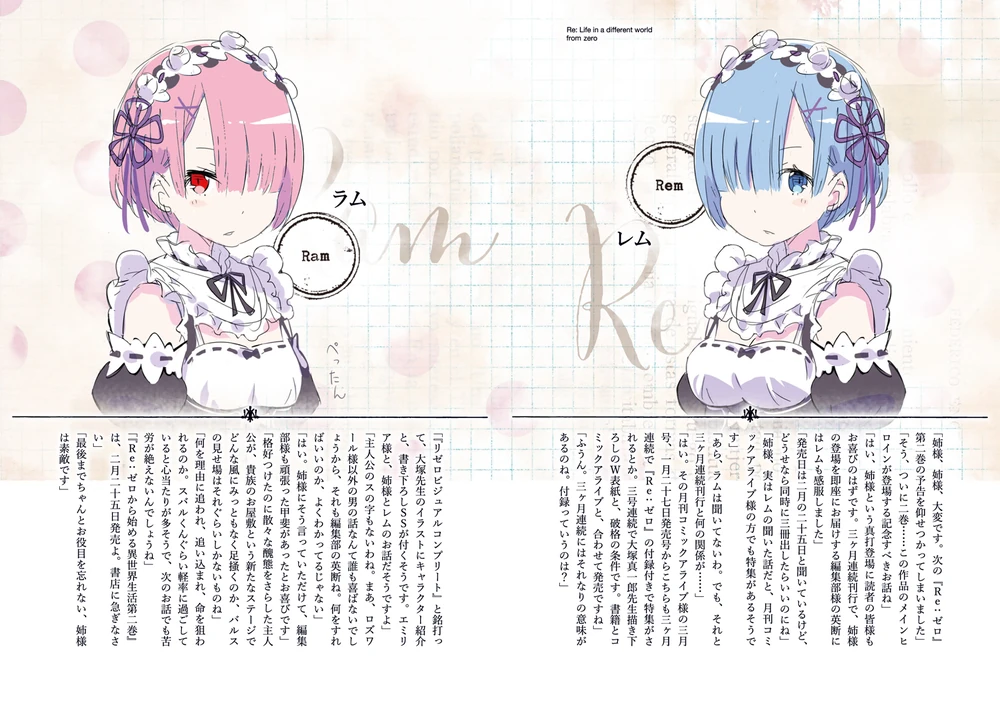 Re: Life in a different world
from zero
Rem
レム
Re
『姉様、姉様、大変です。次の『Re:ゼロ』
第二巻の予告を仰せつかってしまいました」
「そう、ついに二巻……この作品のメインヒ
ロインが登場する記念すべきお話ね」
「はい、姉様という真打登場に読者の皆様も
お喜びのはずです。三ヶ月連続刊行で、姉様
の登場を即座にお届けする編集部様の英断に
はレムも感服しました」
「発売日は二月の二十五日と聞いているけど、
どうせなら同時に三冊出したらいいのにね」
「姉様、実はレムの聞いた話だと、月刊コミ
ックアライブ様の方でも特集があるそうで
す」
「あら、ラムは聞いてないわ。でも、それと
三ヶ月連続刊行と何の関係が……」
「はい。その月刊コミックアライブ様の三月
号、一月二十七日発売号からこちらも三ヶ月
連続で『Re:ゼロ』の付録付きで特集がさ
れるとか。三号連続で大塚真一郎先生描き下
ろしのW表紙と、破格の条件です。書籍とコ
ミックアライブと、合わせて発売ですね」
「ふうん。三ヶ月連続にはそれなりの意味が
あるのね。付録っていうのは？」
ラム
Ram
am
ぺったん
『『リゼロビジュアルコンプリート』と銘打っ
て、大塚先生のイラストにキャラクター紹介
と、書き下ろしSSが付くそうです。エミリ
ア様と、姉様とレムのお話だそうですよ」
「主人公のスの字もないわね。まあ、ロズワ
ール様以外の男の話なんて誰も喜ばないでし
ょうから、それも編集部の英断ね。何をすれ
ばいいのか、よくわかってるじゃない」
「はい。姉様にそう言っていただけて、編集
部様も頑張った甲斐があったとお喜びです」
「格好つけたのに散々な醜態をさらした主人
公が、貴族のお屋敷という新たなステージで
どんな風にみっともなく足掻くのか、バルス
の見せ場はそれぐらいしかないものね」
「何を理由に追われ、追い込まれ、命を狙わ
れるのか。スバルくんぐらい軽率に過ごして
いると心当たりが多そうで、次のお話でも苦
労が絶えないんでしょうね」
『『Re:ゼロから始める異世界生活第二巻』
は、二月二十五日発売よ。書店に急ぎなさ
い」
「最後までちゃんとお役目を忘れない、姉様
は素敵です」